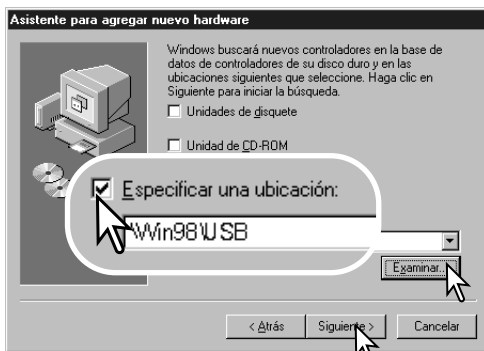 Asistente para agregar nuevo hardware
Windows buscará nuevos controladores en la base de
datos de controladores de su disco duro y en las
ubicaciones siguientes que seleccione. Haga clic en
Siguiente para iniciar la búsqueda.
Unidades de disquete
Unidad de CD-ROM
Especificar una ubicación:
\Win98\USB
Examinar...
< Atrás
Siguiente >
Cancelar